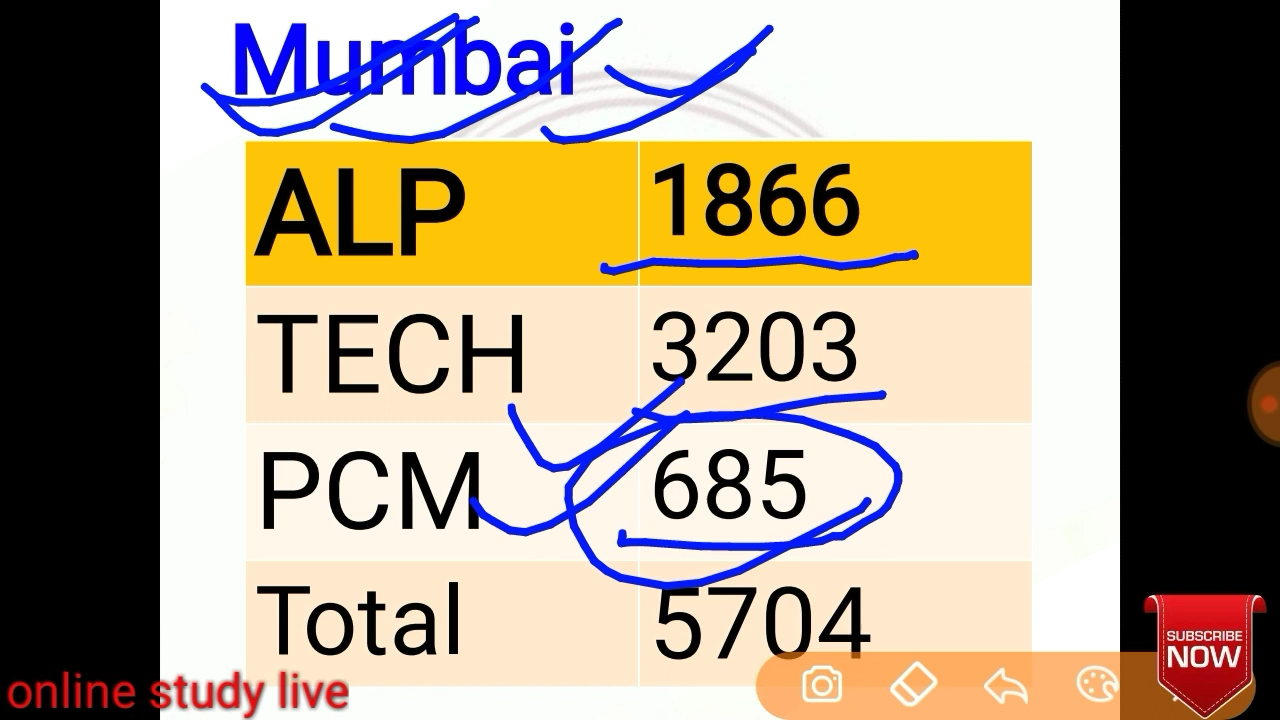 Mumbai
ALP 1866
TECH 3203
PCM 685
Total 5704
SUBSCRIBE
NOW
online study live